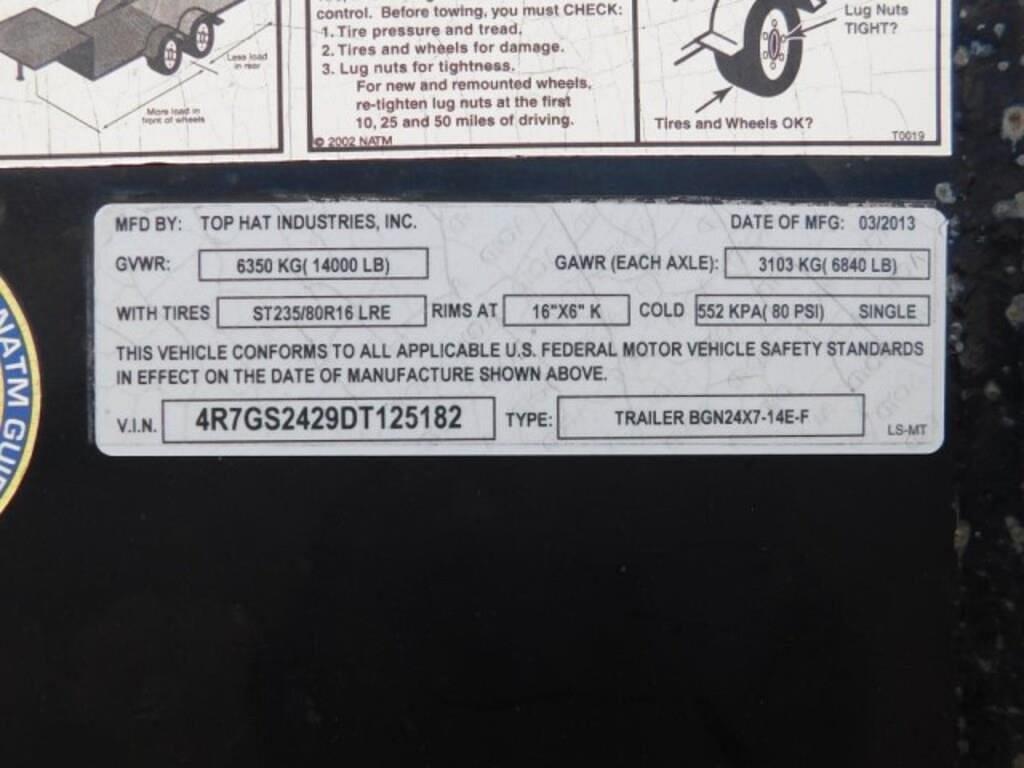 control. Before towing, you must CHECK:
1. Tire pressure and tread.
2. Tires and wheels for damage.
3. Lug nuts for tightness.
For new and remounted wheels,
re-tighten lug nuts at the first
10, 25 and 50 miles of driving.
© 2002 NATM
Less load
in rear
More load in
front of wheels
Lug Nuts
TIGHT?
Tires and Wheels OK?
T0019
MFD BY: TOP HAT INDUSTRIES, INC. DATE OF MFG: 03/2013
GVWR: 6350 KG( 14000 LB) GAWR (EACH AXLE): 3103 KG( 6840 LB)
WITH TIRES ST235/80R16 LRE RIMS AT 16"X6" K COLD 552 KPA( 80 PSI) SINGLE
THIS VEHICLE CONFORMS TO ALL APPLICABLE U.S. FEDERAL MOTOR VEHICLE SAFETY STANDARDS
IN EFFECT ON THE DATE OF MANUFACTURE SHOWN ABOVE.
V.I.N. 4R7GS2429DT125182 TYPE: TRAILER BGN24X7-14E-F
LS-MT
NATM